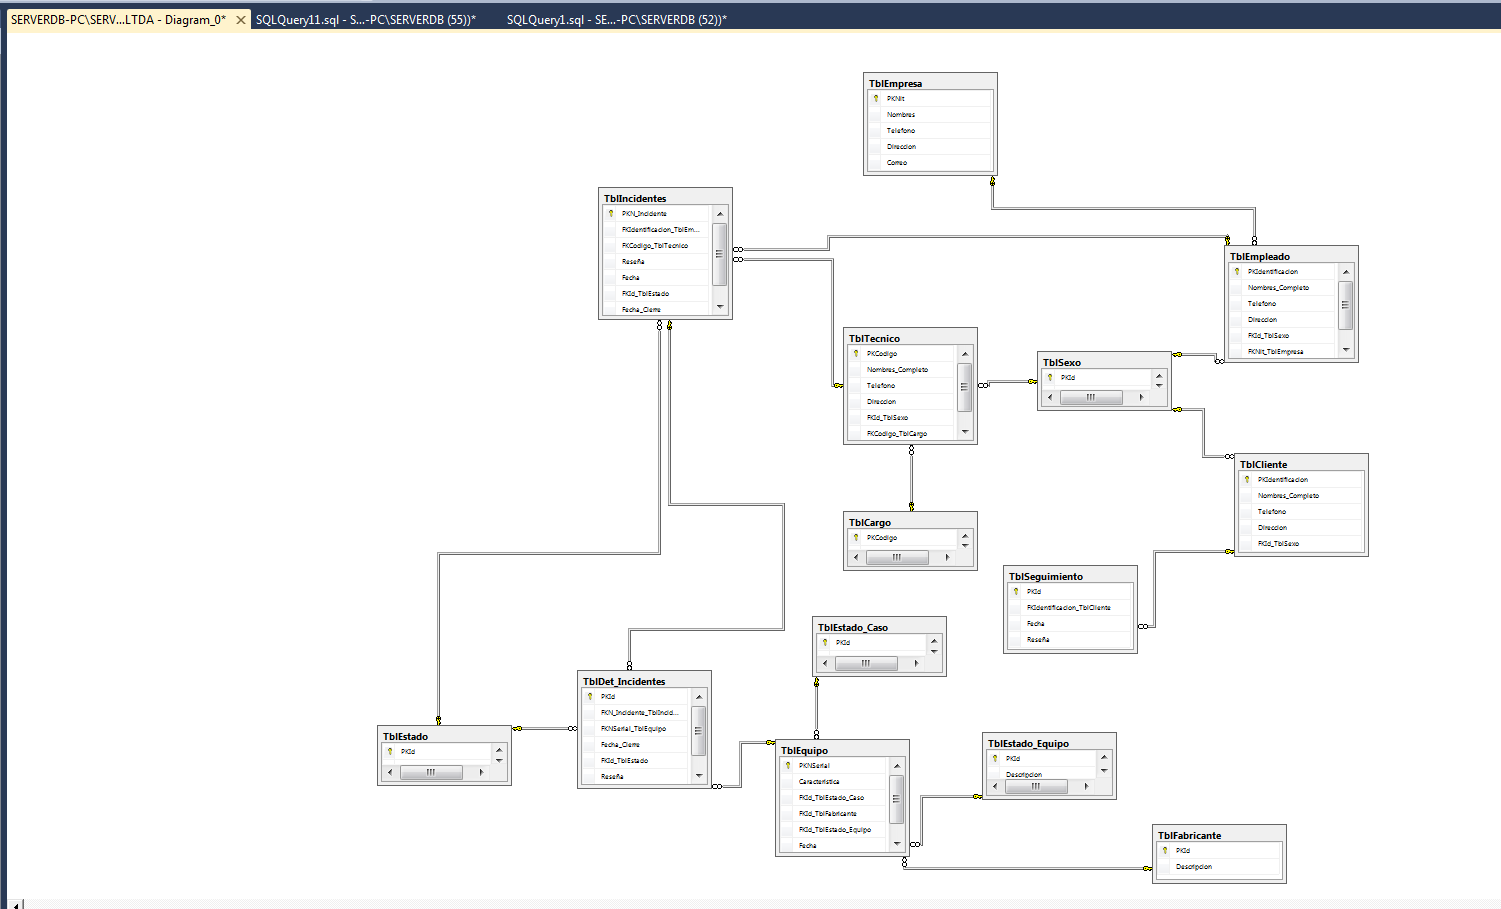 SERVERDB-PC\SERV...LTDA - Diagram_0*
SQLQuery11.sql - S...-PC\SERVERDB (55))*
SQLQuery1.sql - SE...-PC\SERVERDB (52))*
TblEmpresa
PKNit
Nombres
Telefono
Direccion
Correo
TblIncidentes
PKN_Incidente
FKIdentificacion_TblEm...
FKCodigo_TblTecnico
Reseña
Fecha
FKId_TblEstado
Fecha_Cierre
TblEmpleado
PKIdentificacion
Nombres_Completo
Telefono
Direccion
FKId_TblSexo
FKNit_TblEmpresa
TblTecnico
PKCodigo
Nombres_Completo
Telefono
Direccion
FKId_TblSexo
FKCodigo_TblCargo
TblSexo
PKId
TblCliente
PKIdentificacion
Nombres_Completo
Telefono
Direccion
FKId_TblSexo
TblCargo
PKCodigo
TblSeguimiento
PKId
FKIdentificacion_TblCliente
Fecha
Reseña
TblEstado_Caso
PKId
TblDet_Incidentes
PKId
FKN_Incidente_TblIncid...
FKNSerial_TblEquipo
Fecha_Cierre
FKId_TblEstado
Reseña
TblEstado
PKId
TblEquipo
PKNSerial
Caracteristica
FKId_TblEstado_Caso
FKId_TblFabricante
FKId_TblEstado_Equipo
Fecha
TblEstado_Equipo
PKId
Descripcion
TblFabricante
PKId
Descripcion